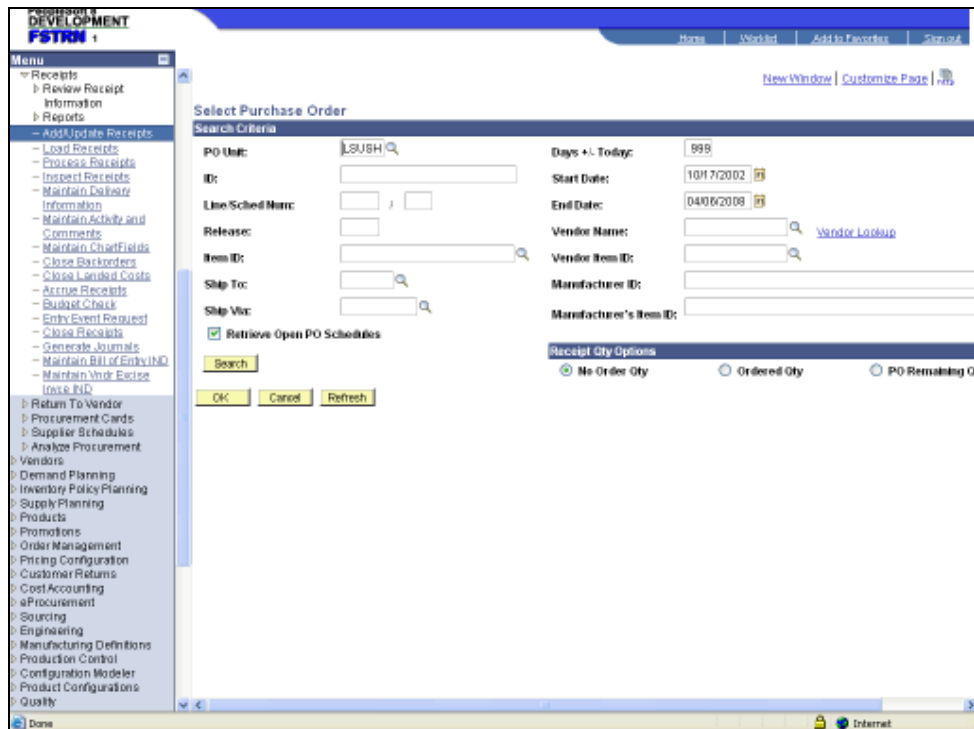 PeopleSoft 8
DEVELOPMENT
FSTRN 1
Home Worklist Add to Favorites Sign out
Menu
Receipts
Review Receipt
Information
Reports
Add/Update Receipts
Load Receipts
Process Receipts
Inspect Receipts
Maintain Delivery
Information
Maintain Activity and
Comments
Maintain ChartFields
Close Backorders
Close Landed Costs
Accrue Receipts
Budget Check
Entry Event Request
Close Receipts
Generate Journals
Maintain Bill of Entry IND
Maintain Vndr Excise
Invce IND
Return To Vendor
Procurement Cards
Supplier Schedules
Analyze Procurement
Vendors
Demand Planning
Inventory Policy Planning
Supply Planning
Products
Promotions
Order Management
Pricing Configuration
Customer Returns
Cost Accounting
eProcurement
Sourcing
Engineering
Manufacturing Definitions
Production Control
Configuration Modeler
Product Configurations
Quality
New Window | Customize Page |
Select Purchase Order
Search Criteria
PO Unit: LSUSH
Days +/- Today: 999
ID:
Start Date: 10/17/2002
Line/Sched Num: /
End Date: 04/06/2008
Release:
Vendor Name: Vendor Lookup
Item ID:
Vendor Item ID:
Ship To:
Manufacturer ID:
Ship Via:
Manufacturer's Item ID:
Retrieve Open PO Schedules
Search
Receipt Qty Options
No Order Qty Ordered Qty PO Remaining Q
OK Cancel Refresh
Done Internet